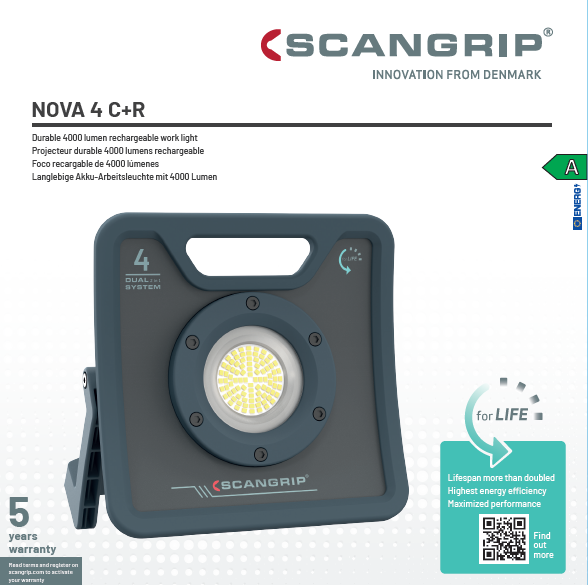 SCANGRIP®
INNOVATION FROM DENMARK
NOVA 4 C+R
Durable 4000 lumen rechargeable work light
Projecteur durable 4000 lumens rechargeable
Foco recargable de 4000 lúmenes
Langlebige Akku-Arbeitsleuchte mit 4000 Lumen
A
ENERG
4
DUAL
SYSTEM
for LIFE
SCANGRIP®
for LIFE
Lifespan more than doubled
Highest energy efficiency
Maximized performance
Find
out
more
5
years
warranty
Read terms and register on
scangrip.com to activate
your warranty